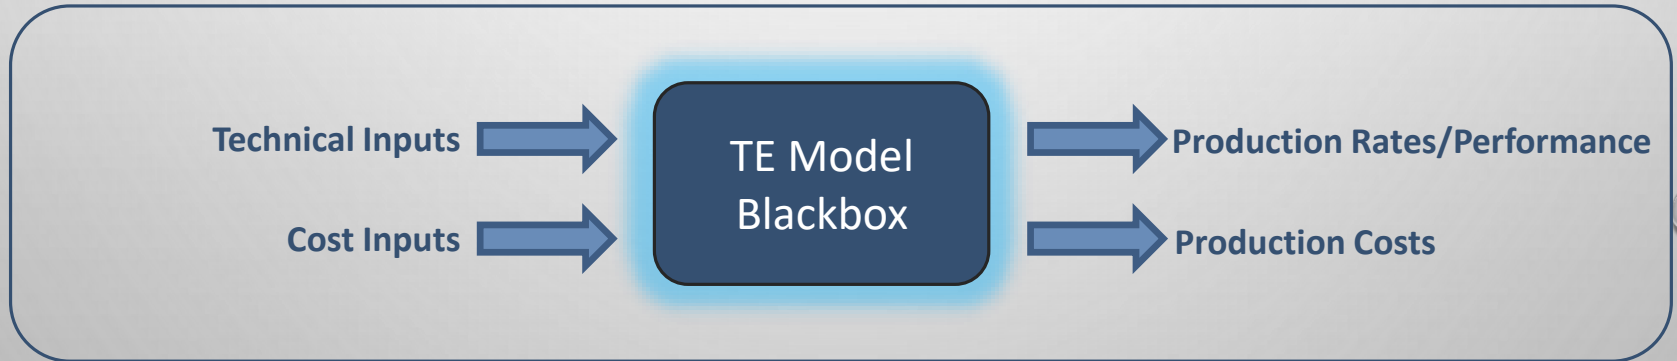 Technical Inputs
Cost Inputs
TE Model
Blackbox
Production Rates/Performance
Production Costs